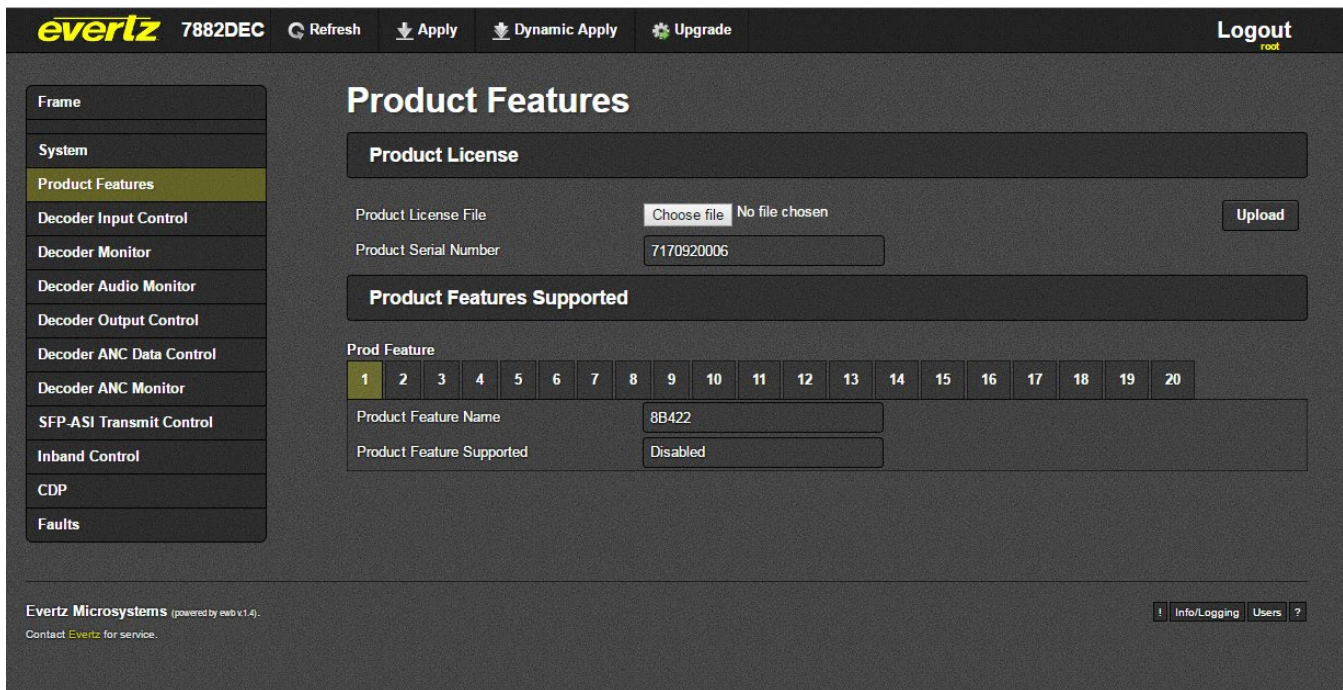 evertz 7882DEC Refresh Apply Dynamic Apply Upgrade Logout
root
Frame
System
Product Features
Decoder Input Control
Decoder Monitor
Decoder Audio Monitor
Decoder Output Control
Decoder ANC Data Control
Decoder ANC Monitor
SFP-ASI Transmit Control
Inband Control
CDP
Faults
Product Features
Product License
Product License File Choose file No file chosen Upload
Product Serial Number 7170920006
Product Features Supported
Prod Feature
1 2 3 4 5 6 7 8 9 10 11 12 13 14 15 16 17 18 19 20
Product Feature Name 8B422
Product Feature Supported Disabled
Evertz Microsystems (powered by ewb v.1.4).
Contact Evertz for service.
! Info/Logging Users ?